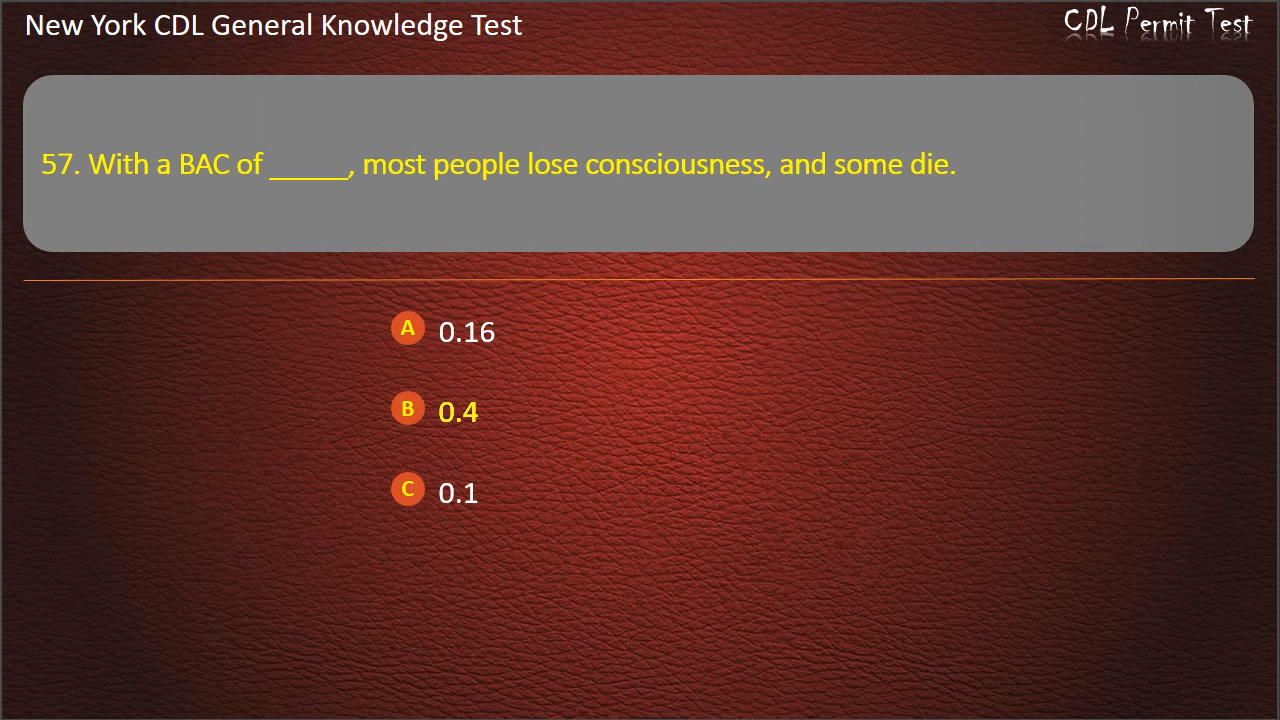 New York CDL General Knowledge Test
CDL Permit Test
57. With a BAC of _____, most people lose consciousness, and some die.
A 0.16
B 0.4
C 0.1